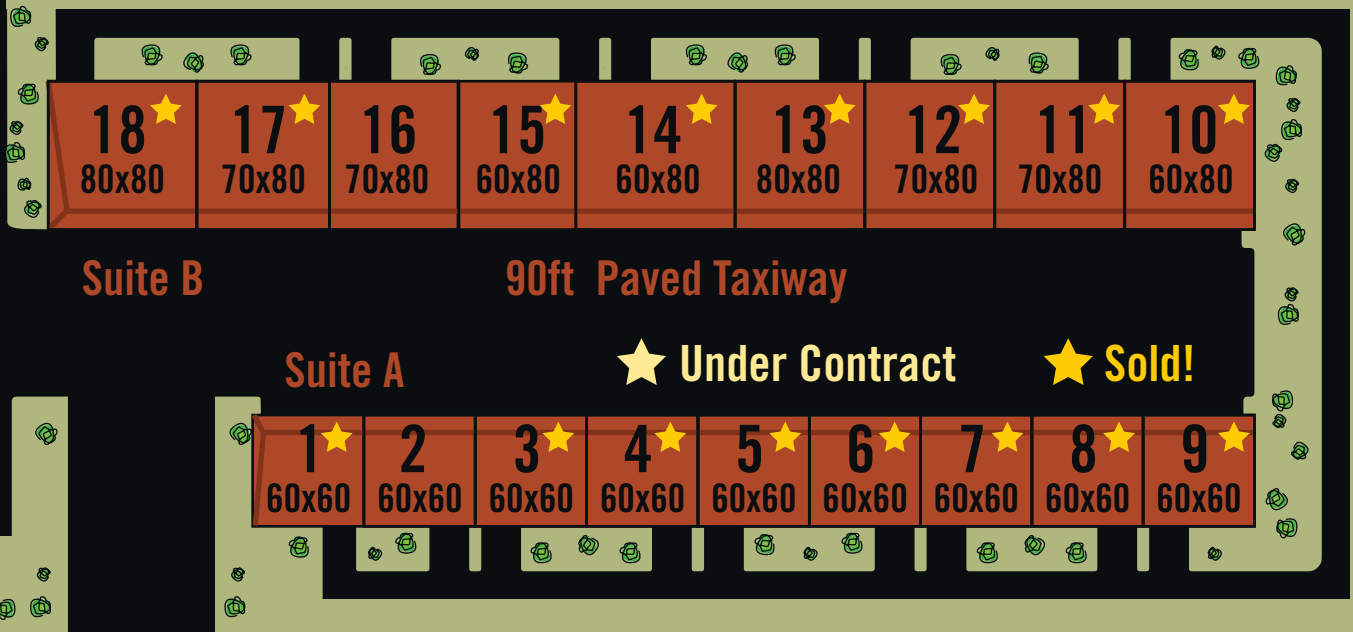 18 17 16 15 14 13 12 11 10
80x80 70x80 70x80 60x80 60x80 80x80 70x80 70x80 60x80
Suite B 90ft Paved Taxiway
Suite A Under Contract Sold!
1 2 3 4 5 6 7 8 9
60x60 60x60 60x60 60x60 60x60 60x60 60x60 60x60 60x60